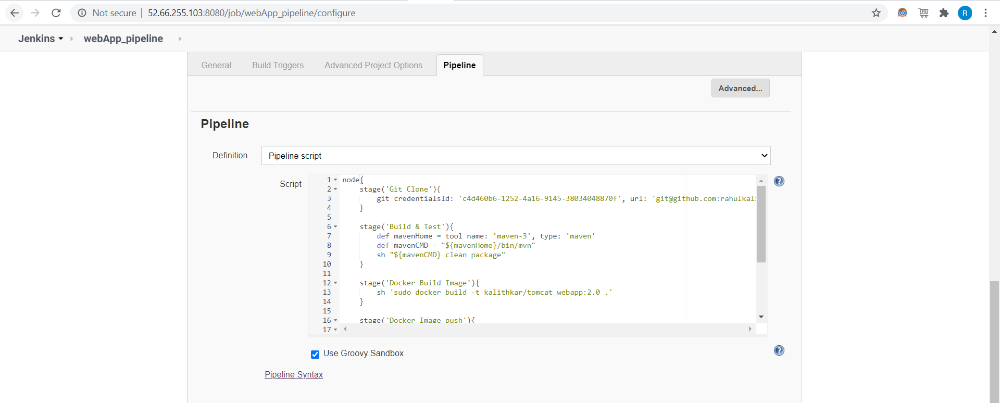 Not secure | 52.66.255.103:8080/job/webApp_pipeline/configure
FS
R
Jenkins webApp_pipeline
General Build Triggers Advanced Project Options Pipeline
Advanced...
Pipeline
Definition Pipeline script
Script
1 node{
2 stage('Git Clone'){
3 git credentialsId: 'c4d460b6-1252-4a16-9145-38034048870f', url: 'git@github.com:rahulkal
4 }
5
6 stage('Build & Test'){
7 def mavenHome = tool name: 'maven-3', type: 'maven'
8 def mavenCMD = "${mavenHome}/bin/mvn"
9 sh "${mavenCMD} clean package"
10 }
11
12 stage('Docker Build Image'){
13 sh 'sudo docker build -t kalithkar/tomcat_webapp:2.0 .'
14 }
15
16 stage('Docker Image push'){
17
Use Groovy Sandbox
Pipeline Syntax